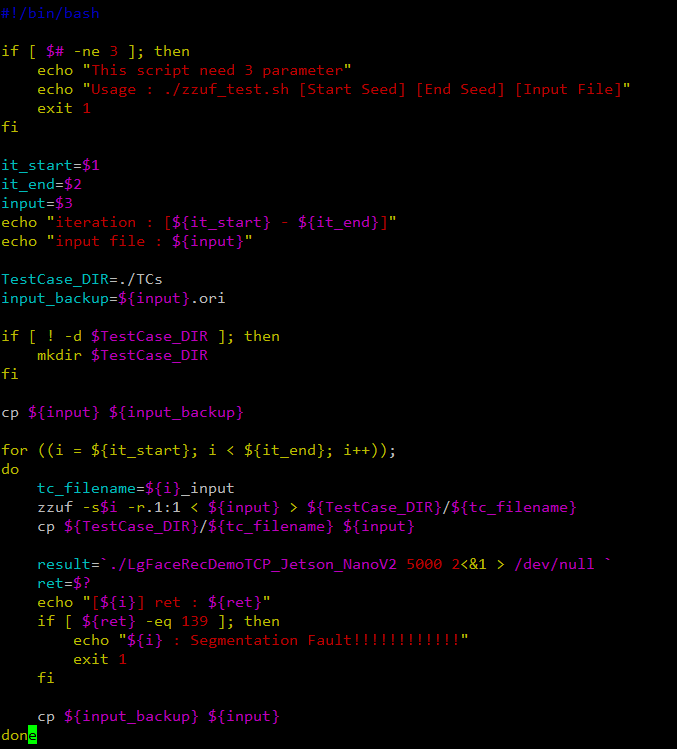 #!/bin/bash

if [ $# -ne 3 ]; then
    echo "This script need 3 parameter"
    echo "Usage : ./zzuf_test.sh [Start Seed] [End Seed] [Input File]"
    exit 1
fi

it_start=$1
it_end=$2
input=$3
echo "iteration : [${it_start} - ${it_end}]"
echo "input file : ${input}"

TestCase_DIR=./TCs
input_backup=${input}.ori

if [ ! -d $TestCase_DIR ]; then
    mkdir $TestCase_DIR
fi

cp ${input} ${input_backup}

for ((i = ${it_start}; i < ${it_end}; i++));
do
    tc_filename=${i}_input
    zzuf -s$i -r.1:1 < ${input} > ${TestCase_DIR}/${tc_filename}
    cp ${TestCase_DIR}/${tc_filename} ${input}

    result=`./LgFaceRecDemoTCP_Jetson_NanoV2 5000 2<&1 > /dev/null `
    ret=$?
    echo "[${i}] ret : ${ret}"
    if [ ${ret} -eq 139 ]; then
        echo "${i} : Segmentation Fault!!!!!!!!!!!!"
        exit 1
    fi

    cp ${input_backup} ${input}
done